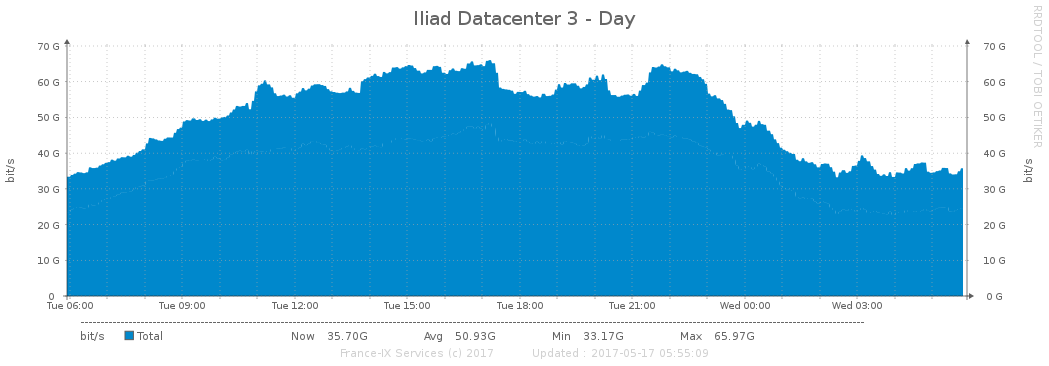 Iliad Datacenter 3 - Day
RRDTOOL / TOBI OETIKER
70 G 70 G
60 G 60 G
50 G 50 G
40 G 40 G
bit/s bit/s
30 G 30 G
20 G 20 G
10 G 10 G
0 0 G
Tue 06:00 Tue 09:00 Tue 12:00 Tue 15:00 Tue 18:00 Tue 21:00 Wed 00:00 Wed 03:00
bit/s Total Now 35.70G Avg 50.93G Min 33.17G Max 65.97G
France-IX Services (c) 2017 Updated : 2017-05-17 05:55:09